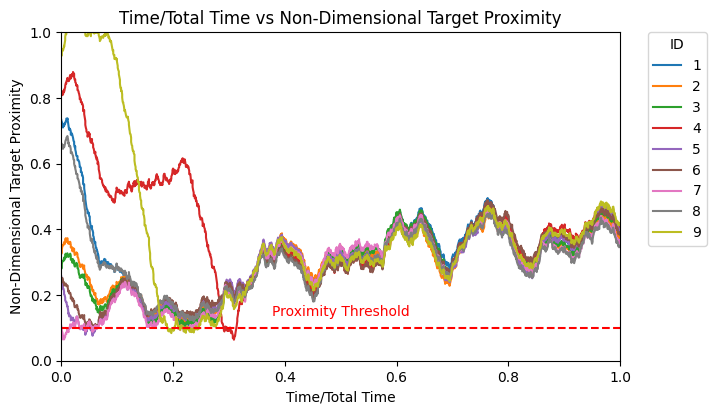 Time/Total Time vs Non-Dimensional Target Proximity
Non-Dimensional Target Proximity
1.0
0.8
0.6
0.4
0.2
0.0
Proximity Threshold
0.0 0.2 0.4 0.6 0.8 1.0
Time/Total Time
ID
1
2
3
4
5
6
7
8
9